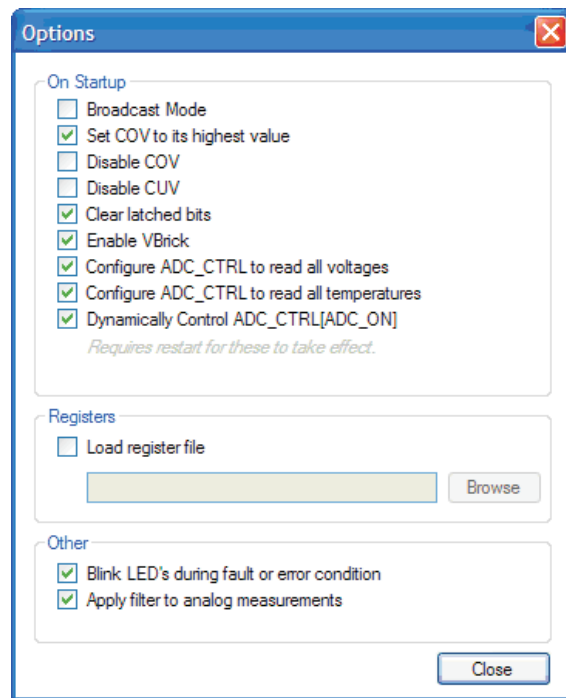 Options
On Startup
Broadcast Mode
Set COV to its highest value
Disable COV
Disable CUV
Clear latched bits
Enable VBrick
Configure ADC_CTRL to read all voltages
Configure ADC_CTRL to read all temperatures
Dynamically Control ADC_CTRL[ADC_ON]
Requires restart for these to take effect.
Registers
Load register file
Browse
Other
Blink LED's during fault or error condition
Apply filter to analog measurements
Close